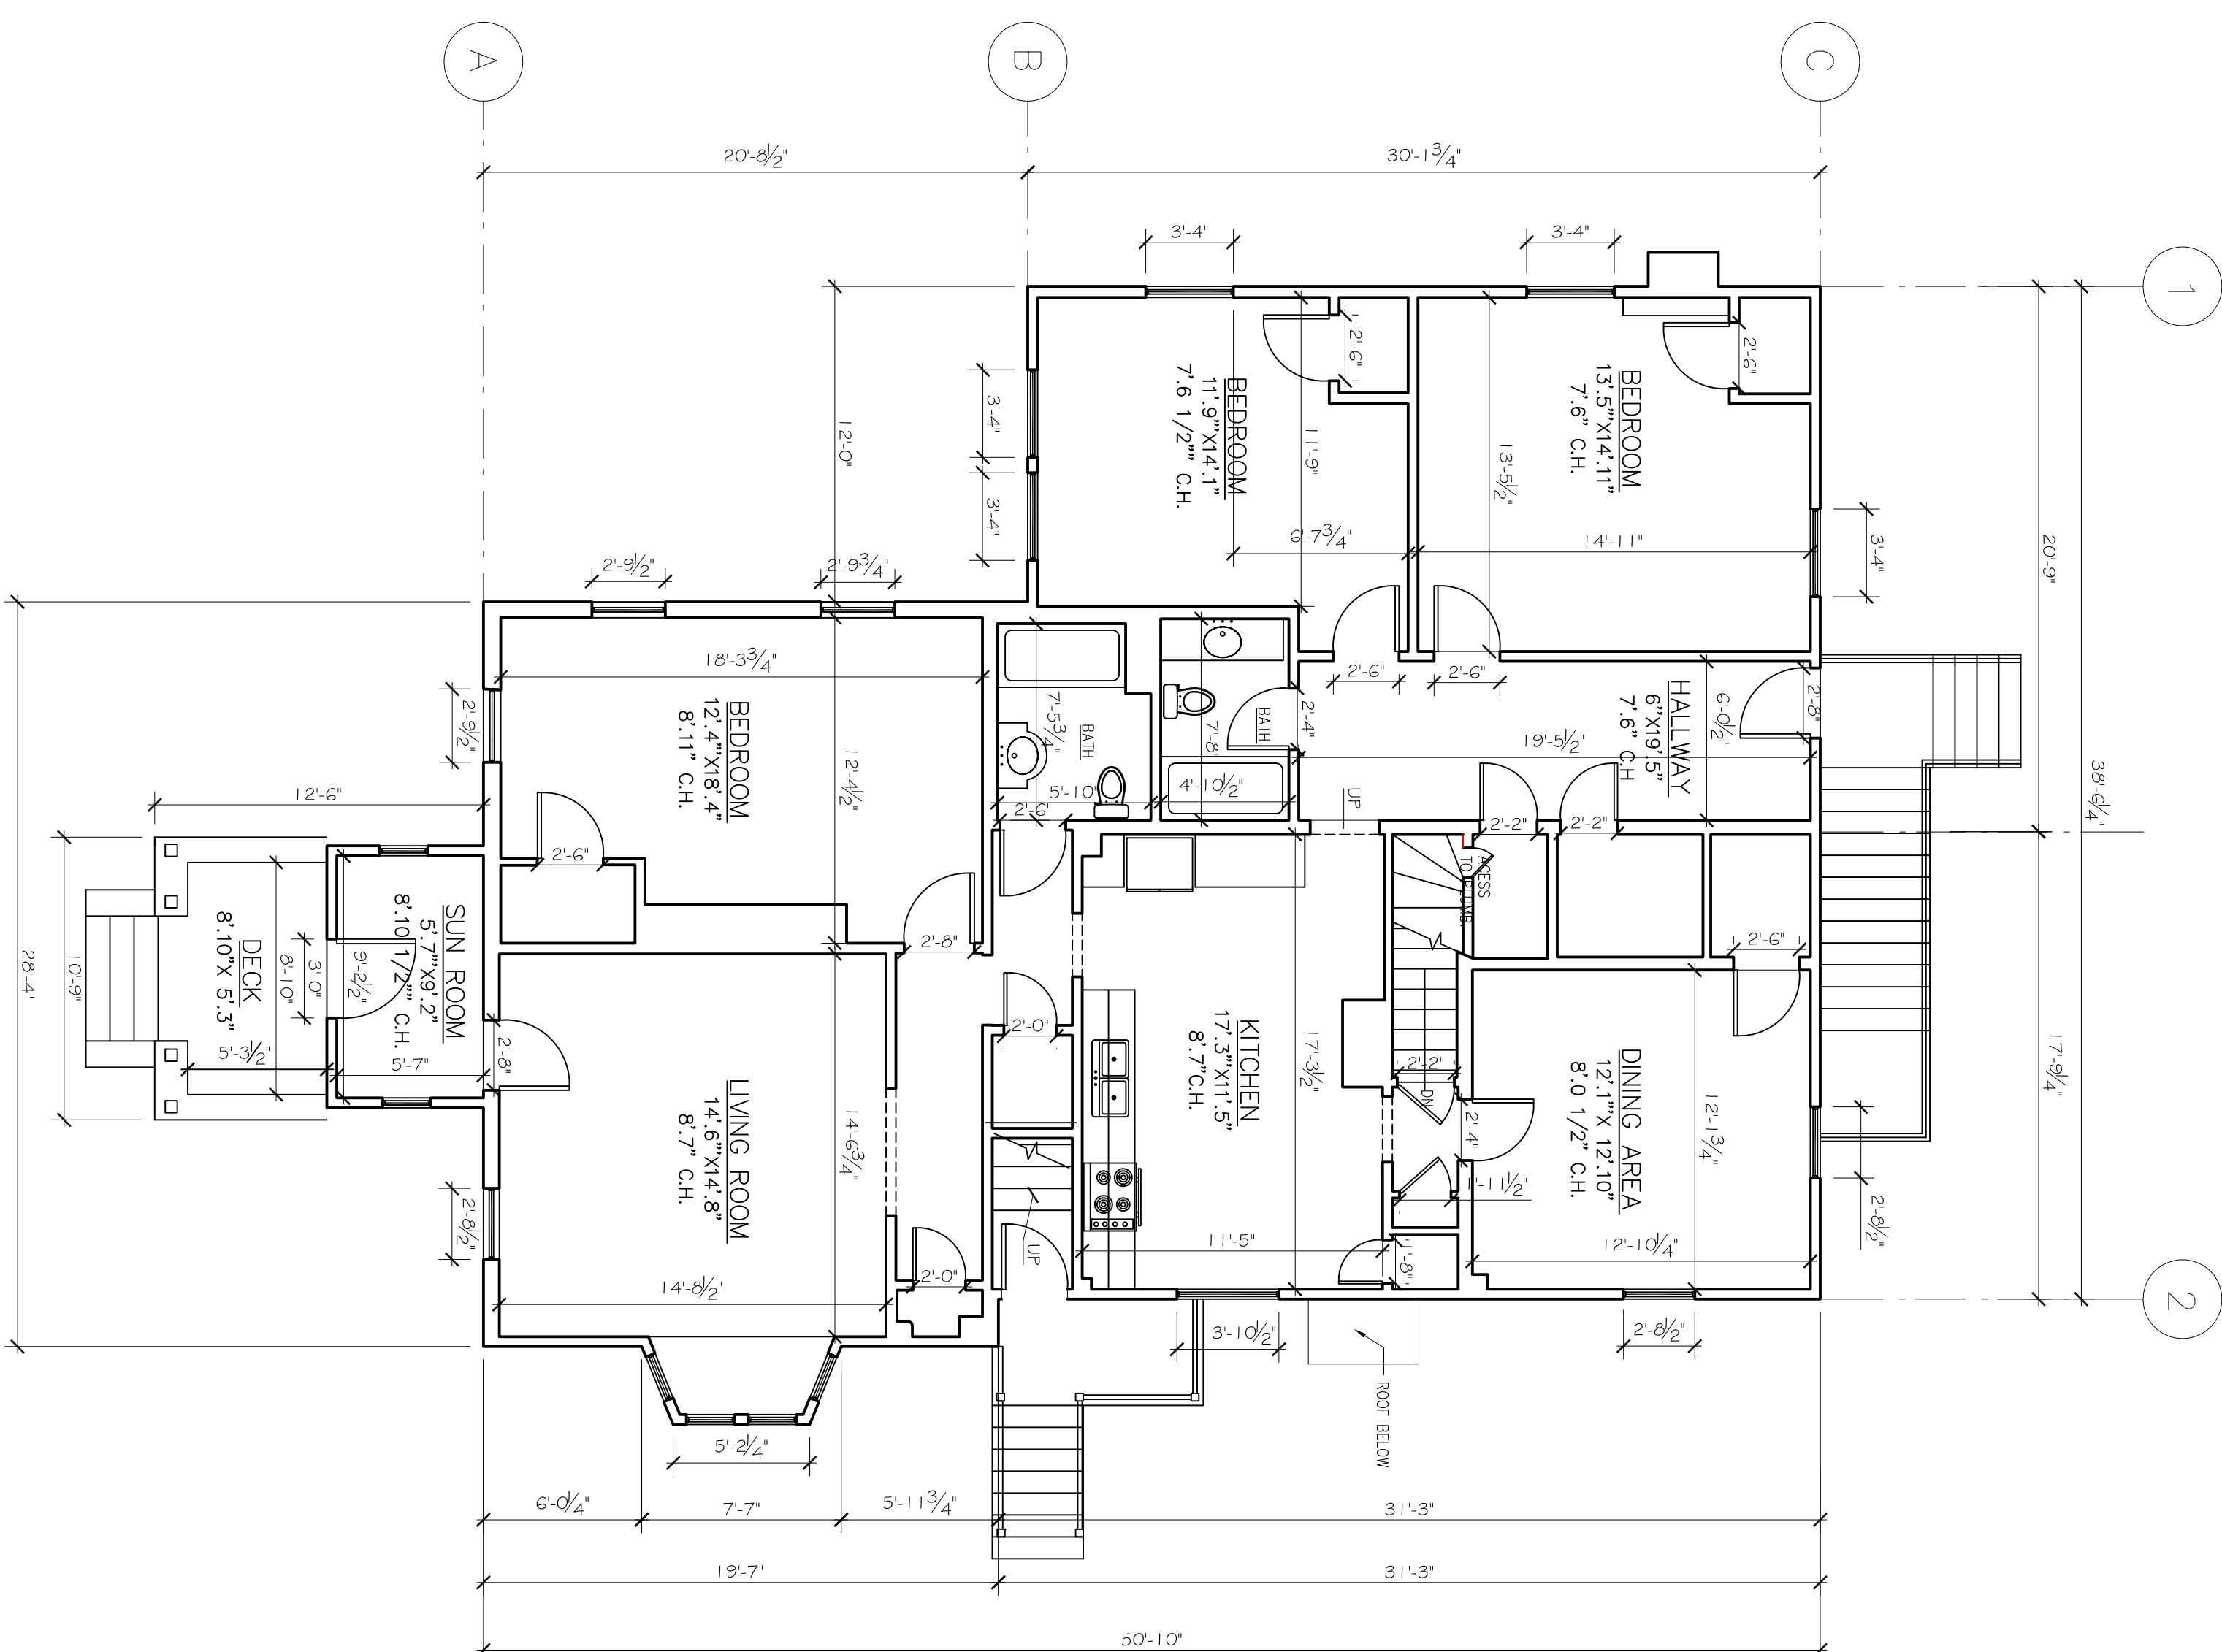 A
B
C
1
2
20'-8½"
30'-1¾"
3'-4"
3'-4"
2'-6"
2'-6"
BEDROOM
11'.9"'X14'.1"
7'.6 1/2"" C.H.
BEDROOM
13'.5"'X14'.11"
7'.6" C.H.
12'-0"
3'-4"
3'-4"
11'-9"
13'-5½"
6'-7¾"
14'-11"
3'-4"
20'-9"
38'-6¼"
2'-9½"
2'-9¾"
18'-3¾"
BEDROOM
12'.4"'X18'.4"
8'.11" C.H.
12'-4½"
2'-9½"
7'-5¾"
BATH
5'-10"
2'-6"
BATH
7'-8"
4'-10½"
2'-4"
2'-6"
2'-6"
HALLWAY
6"X19'.5"
7'.6" C.H
6'-0½"
2'-8"
19'-5½"
UP
2'-2"
2'-2"
ACESS
TO PLUMB.
12'-6"
2'-6"
2'-8"
2'-6"
17'-9¼"
28'-4"
10'-9"
DECK
8'.10"X 5'.3"
8'-10"
3'-0"
5'-3½"
SUN ROOM
5'.7"'X9'.2"
8'.10 1/2"" C.H.
9'-2½"
5'-7"
2'-8"
LIVING ROOM
14'.6"'X14'.8"
8'.7" C.H.
14'-6¾"
14'-8½"
2'-8½"
2'-0"
2'-0"
UP
KITCHEN
17'.3"'X11'.5"
8'.7"C.H.
17'-3½"
11'-5"
2'-2"
DN
2'-4"
1'-11½"
1'-8"
DINING AREA
12'.1"'X 12'.10"
8'.0 1/2" C.H.
12'-1¾"
12'-10¼"
2'-8½"
2'-8½"
3'-10½"
ROOF BELOW
5'-2¼"
6'-0¼"
7'-7"
5'-11¾"
31'-3"
19'-7"
31'-3"
50'-10"